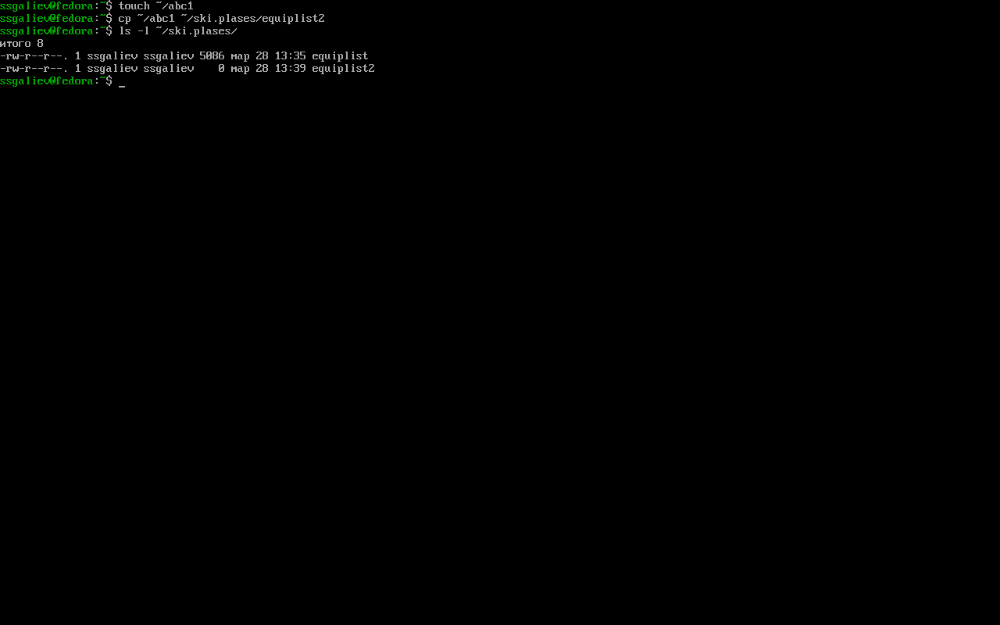 ssgaliev@fedora:~$ touch ~/abc1
ssgaliev@fedora:~$ cp ~/abc1 ~/ski.plases/equiplist2
ssgaliev@fedora:~$ ls -l ~/ski.plases/
итого 8
-rw-r--r--. 1 ssgaliev ssgaliev 5086 мар 28 13:35 equiplist
-rw-r--r--. 1 ssgaliev ssgaliev    0 мар 28 13:39 equiplist2
ssgaliev@fedora:~$ _